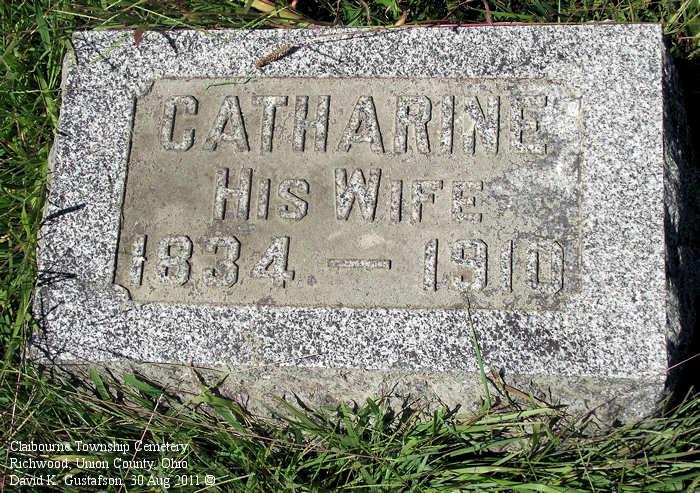 CATHARINE
HIS WIFE
1834 — 1910
Claibourne Township Cemetery
Richwood, Union County, Ohio
David K. Gustafson, 30 Aug 2011 ©